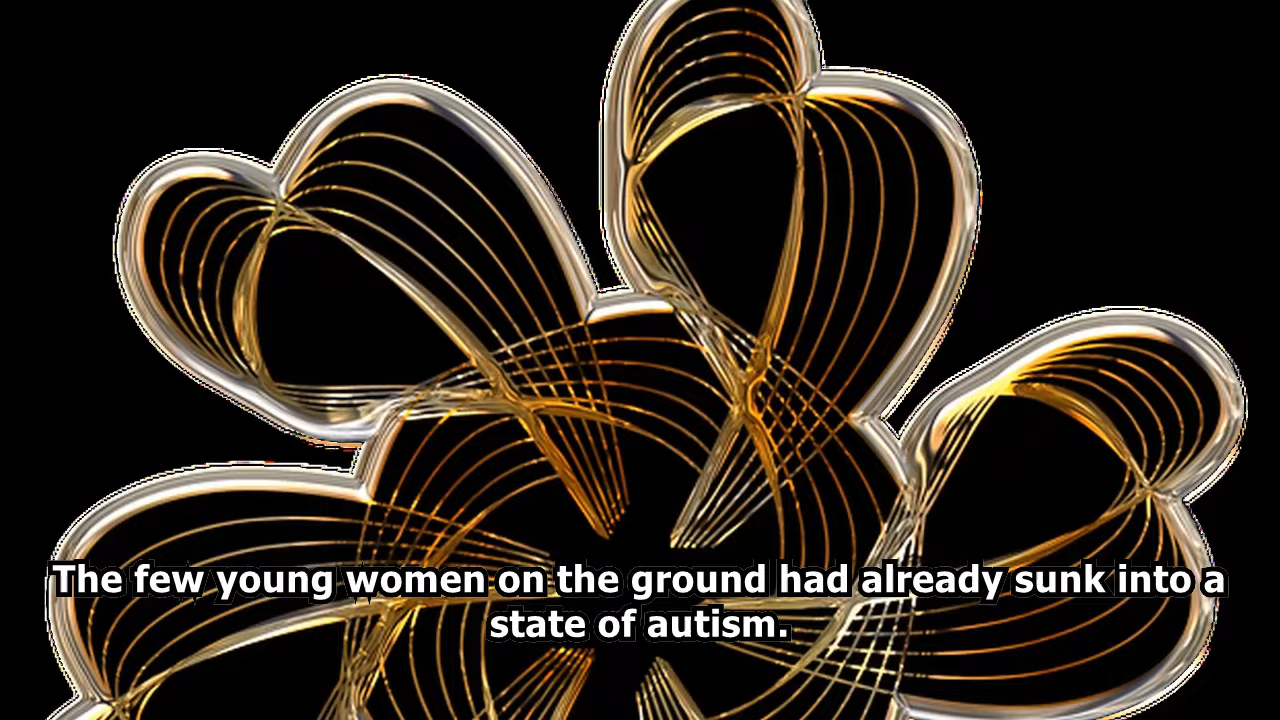 The few young women on the ground had already sunk into a
state of autism.